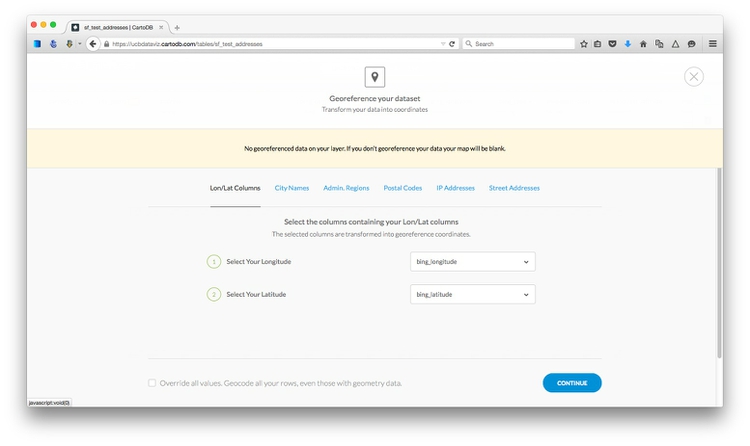 sf_test_addresses | CartoDB
https://ucbdataviz.cartodb.com/tables/sf_test_addresses
Search
Georeference your dataset
Transform your data into coordinates
No georeferenced data on your layer. If you don't georeference your data your map will be blank.
Lon/Lat Columns City Names Admin. Regions Postal Codes IP Addresses Street Addresses
Select the columns containing your Lon/Lat columns
The selected columns are transformed into georeference coordinates.
1 Select Your Longitude bing_longitude
2 Select Your Latitude bing_latitude
Override all values. Geocode all your rows, even those with geometry data.
CONTINUE
javascript:void(0)